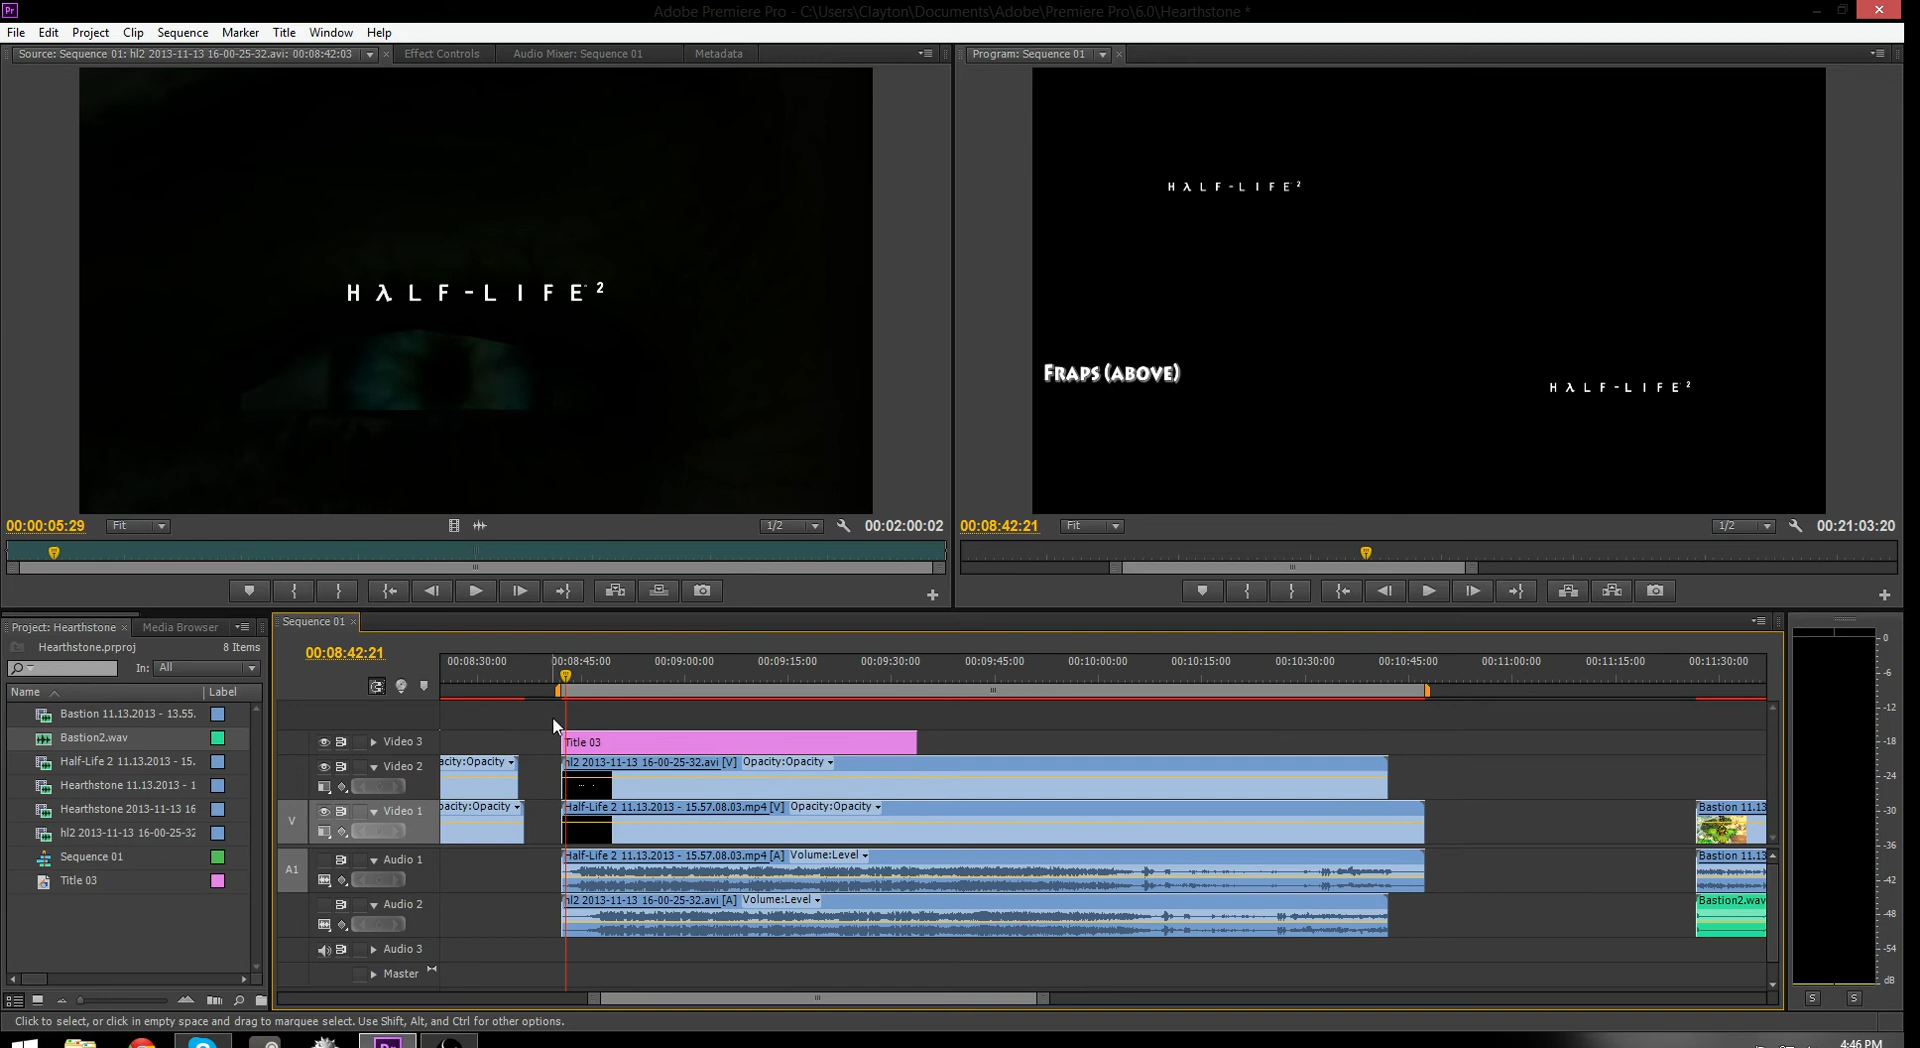 Pr
Adobe Premiere Pro - C:\Users\Clayton\Documents\Adobe\Premiere Pro\6.0\Hearthstone *
File Edit Project Clip Sequence Marker Title Window Help
Source: Sequence 01: hl2 2013-11-13 16-00-25-32.avi: 00:08:42:03 Effect Controls Audio Mixer: Sequence 01 Metadata
Program: Sequence 01
HλLF-LIFE²
HλLF-LIFE²
FRAPS (ABOVE)
HλLF-LIFE²
00:00:05:29 Fit 1/2 00:02:00:02
00:08:42:21 Fit 1/2 00:21:03:20
Project: Hearthstone Media Browser
Hearthstone.prproj 8 Items
In: All
Name Label
Bastion 11.13.2013 - 13.55.
Bastion2.wav
Half-Life 2 11.13.2013 - 15.
Hearthstone 11.13.2013 - 1
Hearthstone 2013-11-13 16
hl2 2013-11-13 16-00-25-32
Sequence 01
Title 03
Sequence 01
00:08:42:21
00:08:30:00 00:08:45:00 00:09:00:00 00:09:15:00 00:09:30:00 00:09:45:00 00:10:00:00 00:10:15:00 00:10:30:00 00:10:45:00 00:11:00:00 00:11:15:00 00:11:30:00
Video 3 Title 03
Video 2 acity:Opacity hl2 2013-11-13 16-00-25-32.avi [V] Opacity:Opacity
V Video 1 pacity:Opacity Half-Life 2 11.13.2013 - 15.57.08.03.mp4 [V] Opacity:Opacity Bastion 11.13
A1 Audio 1 Half-Life 2 11.13.2013 - 15.57.08.03.mp4 [A] Volume:Level Bastion 11.13
Audio 2 hl2 2013-11-13 16-00-25-32.avi [A] Volume:Level Bastion2.wav
Audio 3
Master
0
-6
-12
-18
-24
-30
-36
-42
-48
-54
dB
S S
Click to select, or click in empty space and drag to marquee select. Use Shift, Alt, and Ctrl for other options.
Pr
4:46 PM